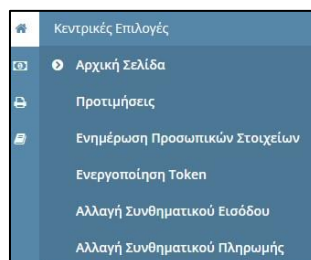 Κεντρικές Επιλογές
Αρχική Σελίδα
Προτιμήσεις
Ενημέρωση Προσωπικών Στοιχείων
Ενεργοποίηση Token
Αλλαγή Συνθηματικού Εισόδου
Αλλαγή Συνθηματικού Πληρωμής